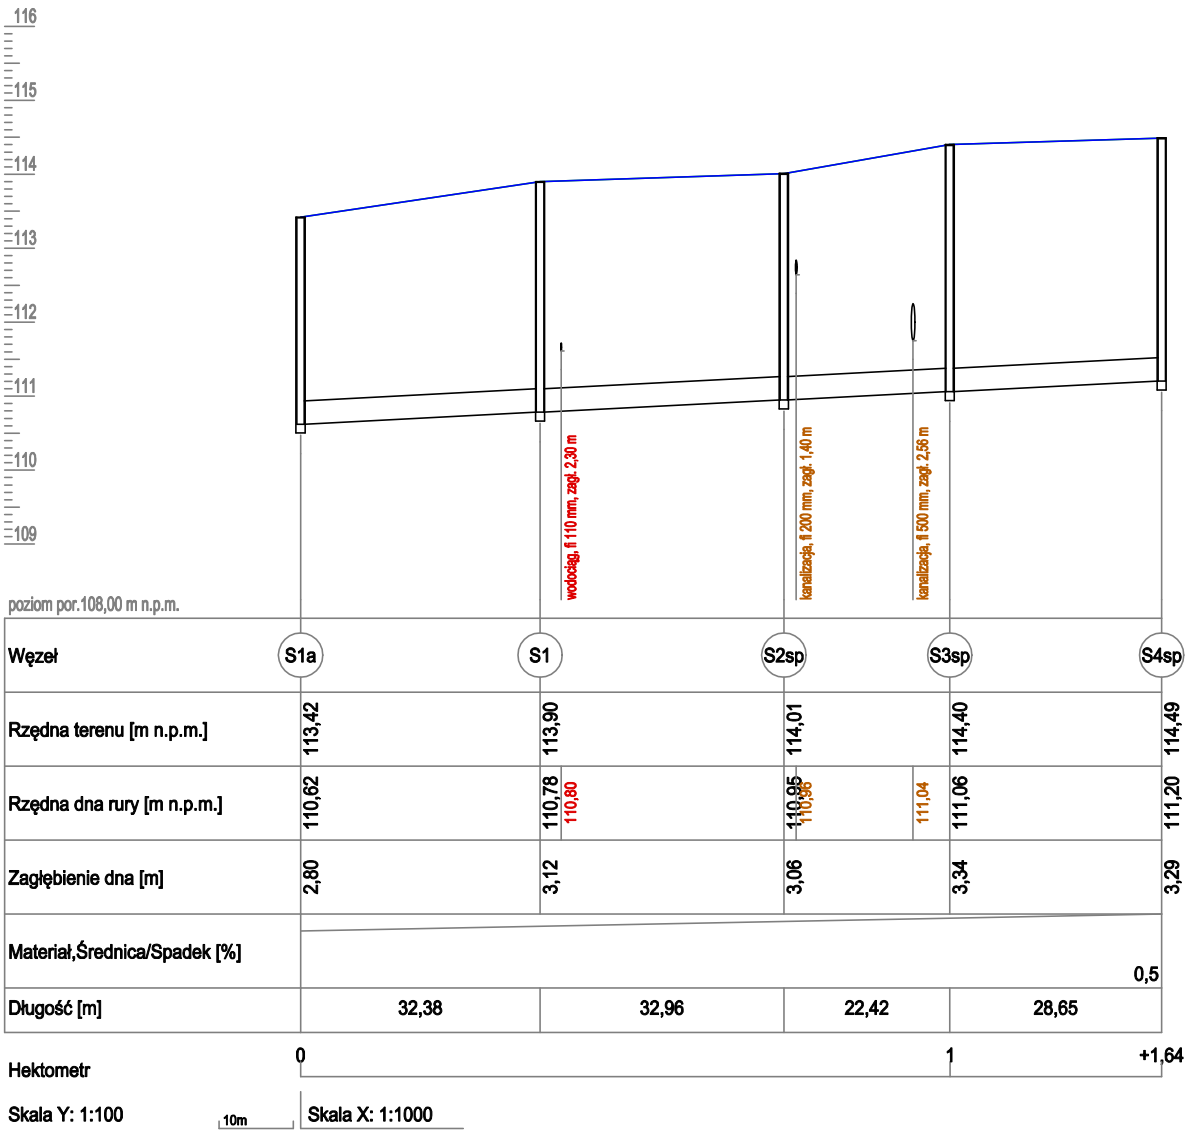 116
115
114
113
112
111
110
109
wodociąg, fi 110 mm, zagł. 2,30 m
kanalizacja, fi 200 mm, zagł. 1,40 m
kanalizacja, fi 500 mm, zagł. 2,56 m
poziom por.108,00 m n.p.m.
Węzeł S1a S1 S2sp S3sp S4sp
Rzędna terenu [m n.p.m.] 113,42 113,90 114,01 114,40 114,49
Rzędna dna rury [m n.p.m.] 110,62 110,78 110,80 110,95 110,96 111,04 111,06 111,20
Zagłębienie dna [m] 2,80 3,12 3,06 3,34 3,29
Materiał,Średnica/Spadek [%] 0,5
Długość [m] 32,38 32,96 22,42 28,65
Hektometr 0 1 +1,64
Skala Y: 1:100 10m Skala X: 1:1000